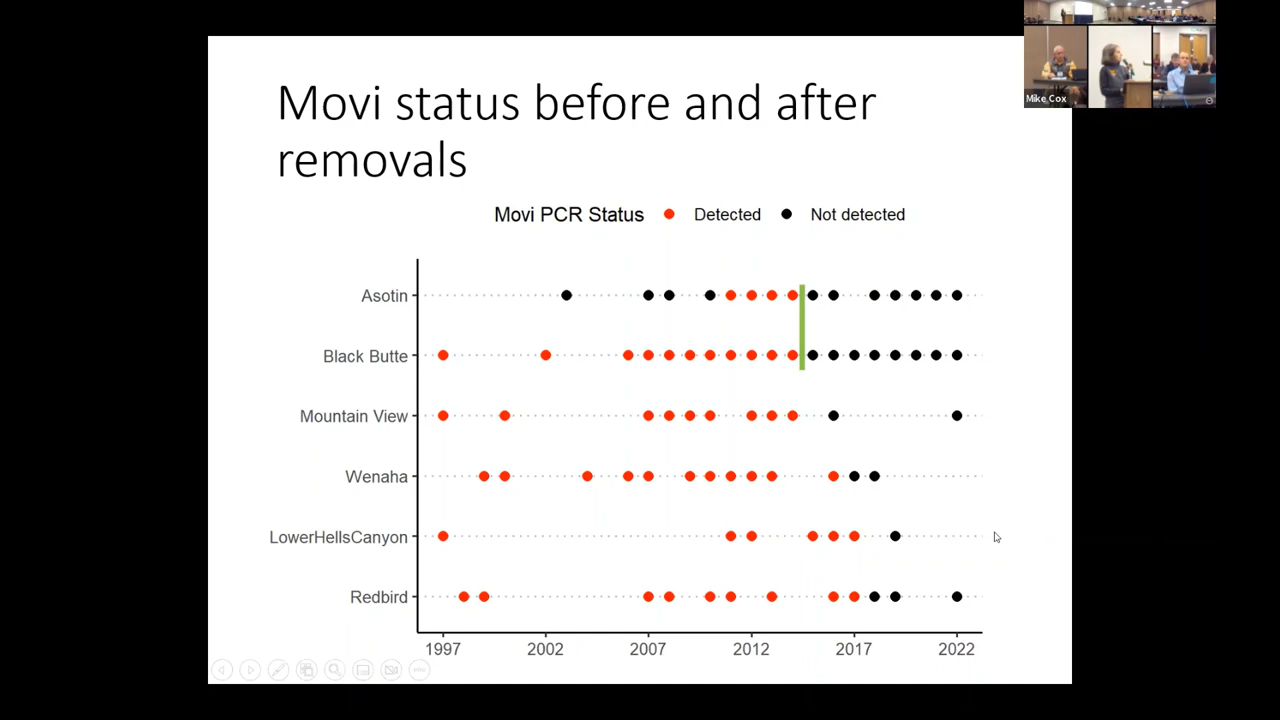 Mike Cox
Movi status before and after
removals
Movi PCR Status Detected Not detected
Asotin
Black Butte
Mountain View
Wenaha
LowerHellsCanyon
Redbird
1997 2002 2007 2012 2017 2022